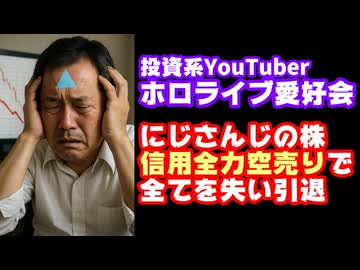 投資系YouTuber
ホロライブ愛好会
にじさんじの株
信用全力空売りで
全てを失い引退